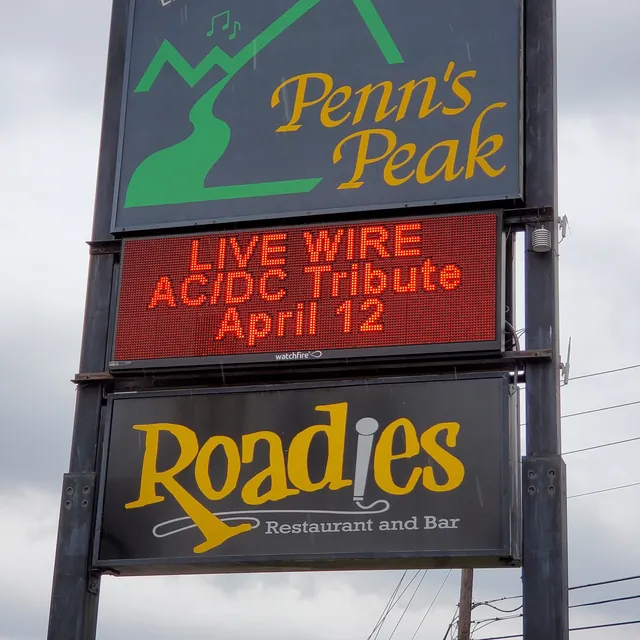 Penn's
Peak
LIVE WIRE
AC/DC Tribute
April 12
watchfire
Roadies
Restaurant and Bar